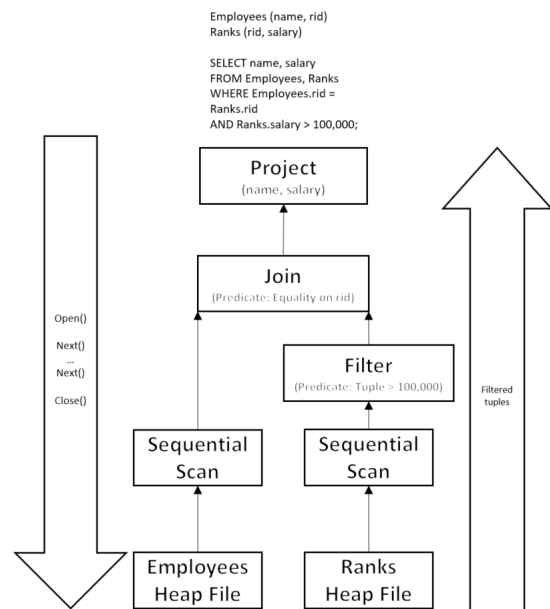 Employees (name, rid)
Ranks (rid, salary)
SELECT name, salary
FROM Employees, Ranks
WHERE Employees.rid =
Ranks.rid
AND Ranks.salary > 100,000;
Project
(name, salary)
Join
(Predicate: Equality on rid)
Open()
Next()
...
Next()
Close()
Filter
(Predicate: Tuple > 100,000)
Filtered
tuples
Sequential
Scan
Sequential
Scan
Employees
Heap File
Ranks
Heap File